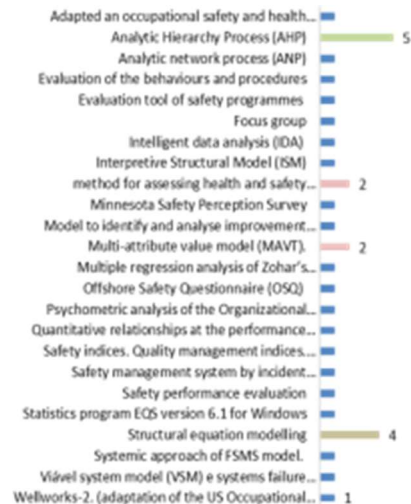 Adapted an occupational safety and health...
Analytic Hierarchy Process (AHP) 5
Analytic network process (ANP)
Evaluation of the behaviours and procedures
Evaluation tool of safety programmes
Focus group
Intelligent data analysis (IDA)
Interpretive Structural Model (ISM)
method for assessing health and safety... 2
Minnesota Safety Perception Survey
Model to identify and analyse improvement...
Multi-attribute value model (MAVT). 2
Multiple regression analysis of Zohar's...
Offshore Safety Questionnaire (OSQ)
Psychometric analysis of the Organizational...
Quantitative relationships at the performance...
Safety indices. Quality management indices....
Safety management system by incident...
Safety performance evaluation
Statistics program EQS version 6.1 for Windows
Structural equation modelling 4
Systemic approach of FSMS model.
Viável system model (VSM) e systems failure...
Wellworks-2. (adaptation of the US Occupational... 1